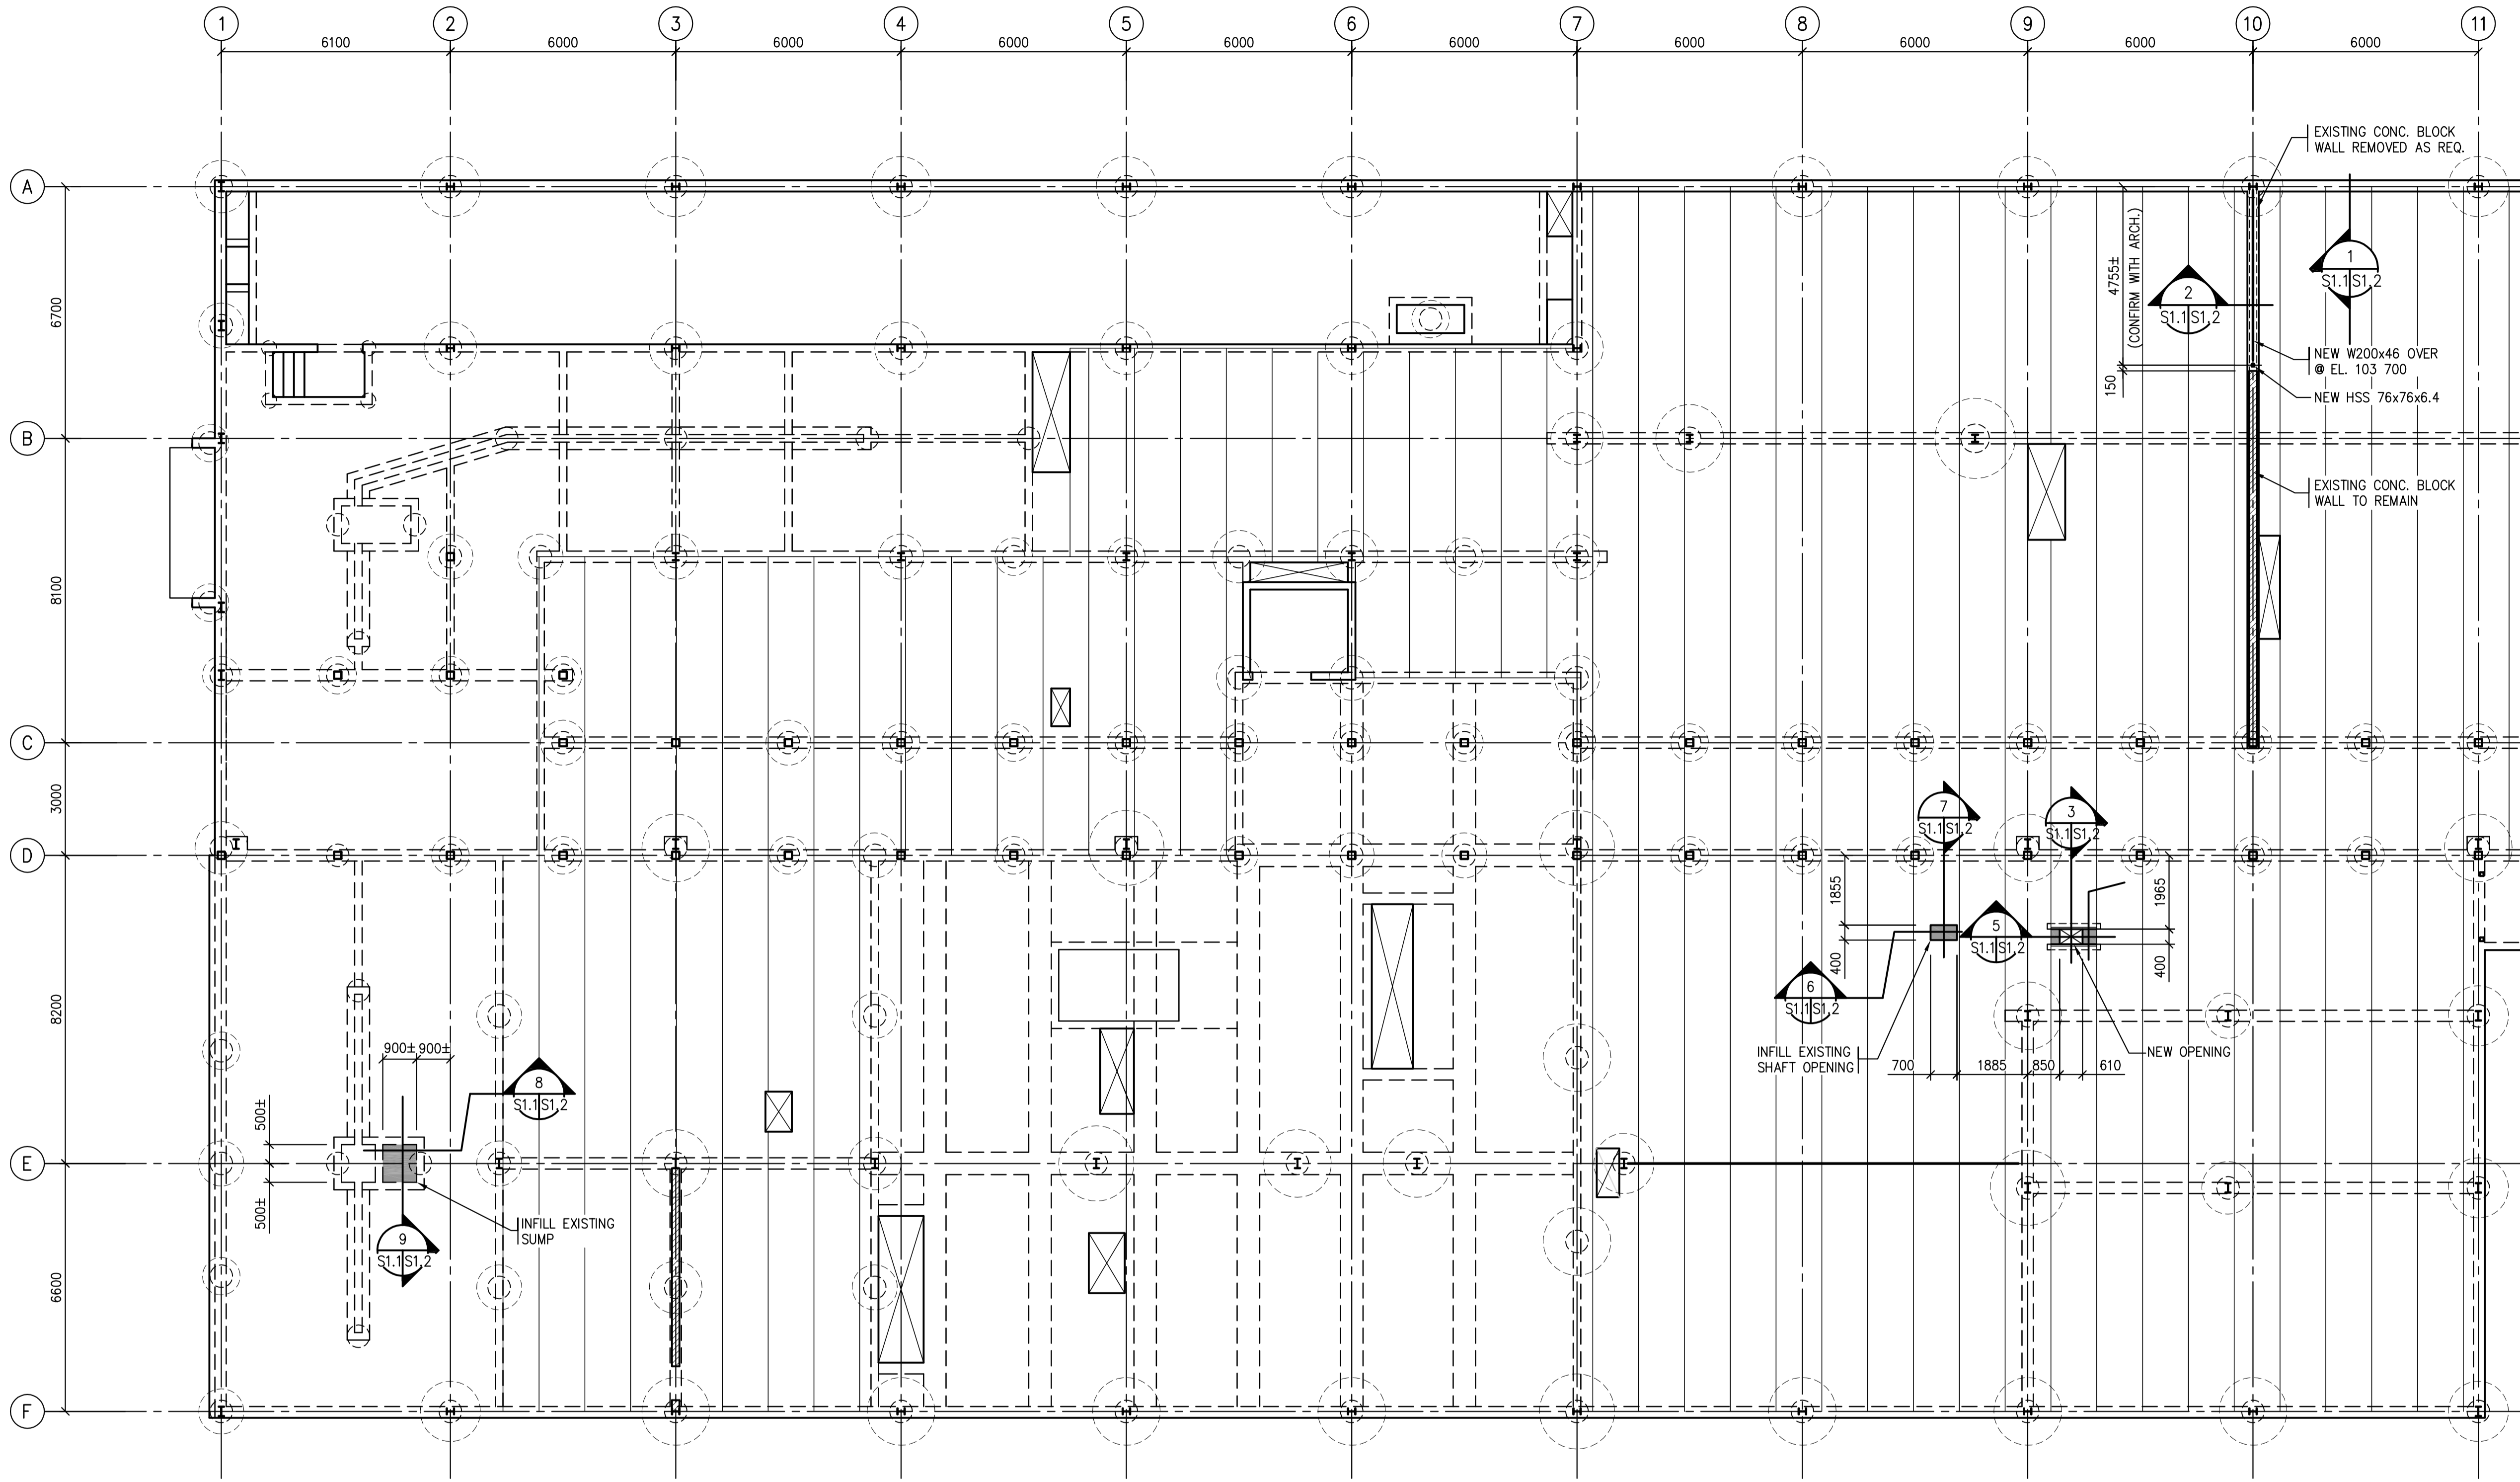 1
2
3
4
5
6
7
8
9
10
11
6100
6000
6000
6000
6000
6000
6000
6000
6000
6000
A
6700
B
8100
C
3000
D
8200
E
6600
F
EXISTING CONC. BLOCK
WALL REMOVED AS REQ.
4755±
(CONFIRM WITH ARCH.)
150
2
S1.1 S1.2
1
S1.1 S1.2
NEW W200x46 OVER
@ EL. 103 700
NEW HSS 76x76x6.4
EXISTING CONC. BLOCK
WALL TO REMAIN
7
S1.1 S1.2
3
S1.1 S1.2
1855
400
5
S1.1 S1.2
1965
400
6
S1.1 S1.2
INFILL EXISTING
SHAFT OPENING
700
1885
850
610
NEW OPENING
900±
900±
8
S1.1 S1.2
500±
500±
INFILL EXISTING
SUMP
9
S1.1 S1.2